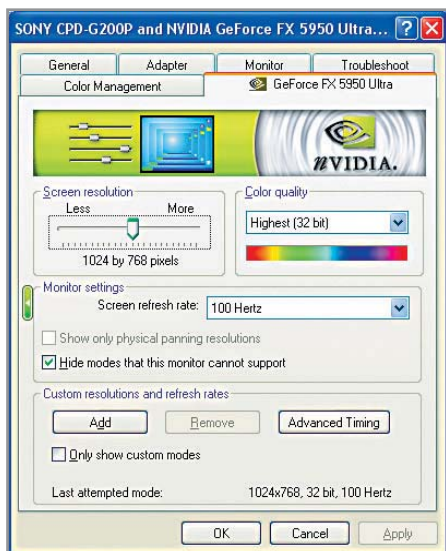 SONY CPD-G200P and NVIDIA GeForce FX 5950 Ultra...
General Adapter Monitor Troubleshoot
Color Management GeForce FX 5950 Ultra
nVIDIA.
Screen resolution
Less More
1024 by 768 pixels
Color quality
Highest (32 bit)
Monitor settings
Screen refresh rate: 100 Hertz
Show only physical panning resolutions
Hide modes that this monitor cannot support
Custom resolutions and refresh rates
Add Remove Advanced Timing
Only show custom modes
Last attempted mode: 1024x768, 32 bit, 100 Hertz
OK Cancel Apply